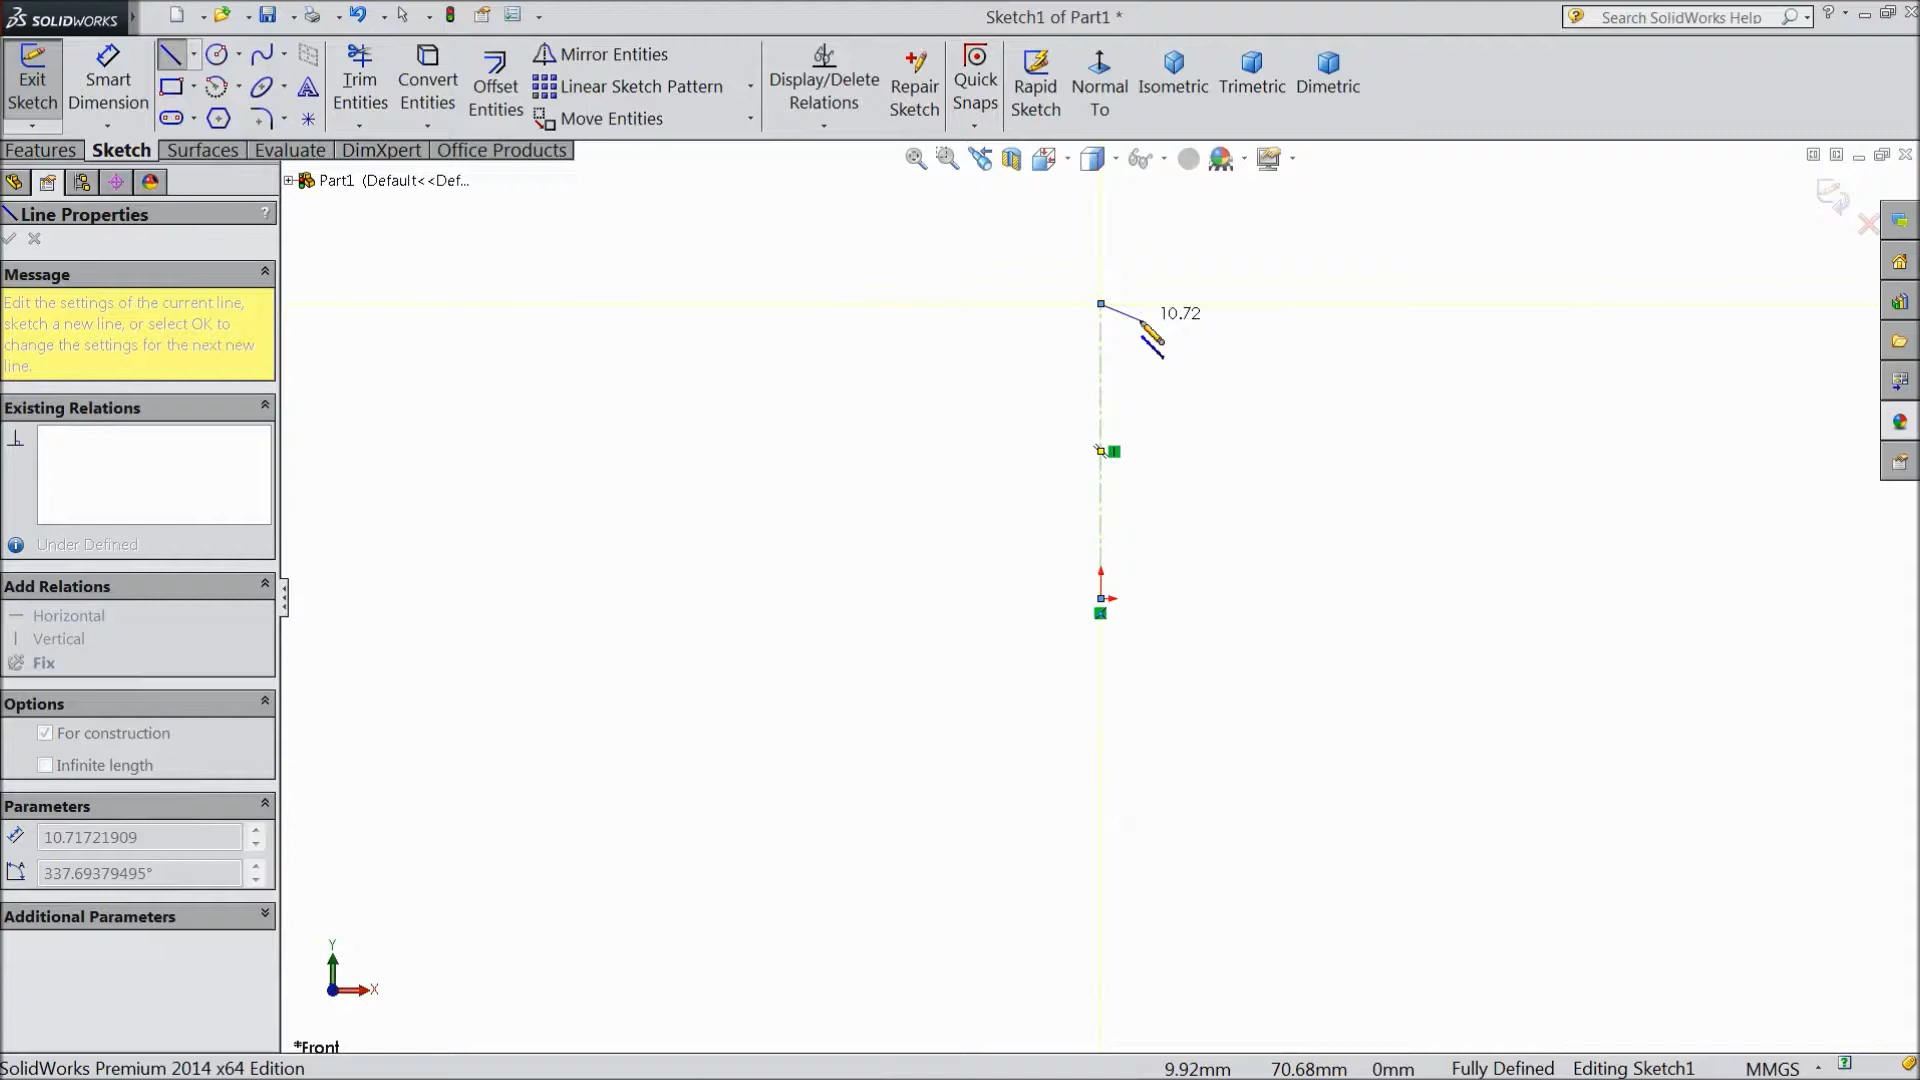 SOLIDWORKS
Sketch1 of Part1 *
Search SolidWorks Help
Exit
Sketch
Smart
Dimension
Trim
Entities
Convert
Entities
Offset
Entities
Mirror Entities
Linear Sketch Pattern
Move Entities
Display/Delete
Relations
Repair
Sketch
Quick
Snaps
Rapid
Sketch
Normal
To
Isometric
Trimetric
Dimetric
Features
Sketch
Surfaces
Evaluate
DimXpert
Office Products
Part1 (Default<<Def...
Line Properties
?
Message
Edit the settings of the current line,
sketch a new line, or select OK to
change the settings for the next new
line.
Existing Relations
Under Defined
Add Relations
Horizontal
Vertical
Fix
Options
For construction
Infinite length
Parameters
10.71721909
337.69379495°
Additional Parameters
10.72
Y
X
*Front
SolidWorks Premium 2014 x64 Edition
9.92mm
70.68mm
0mm
Fully Defined
Editing Sketch1
MMGS